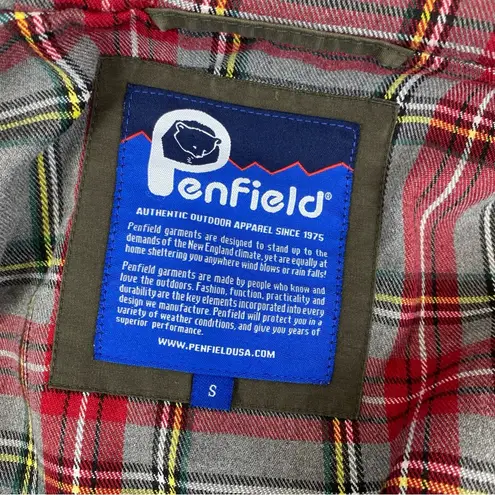 Penfield®
AUTHENTIC OUTDOOR APPAREL SINCE 1975
Penfield garments are designed to stand up to the
demands of the New England climate, yet are equally at
home sheltering you anywhere wind blows or rain falls!
Penfield garments are made by people who know and
love the outdoors. Fashion, function, practicality and
durability are the key elements incorporated into every
design we manufacture. Penfield will protect you in a
variety of weather conditions, and give you years of
superior performance.
WWW.PENFIELDUSA.COM
S